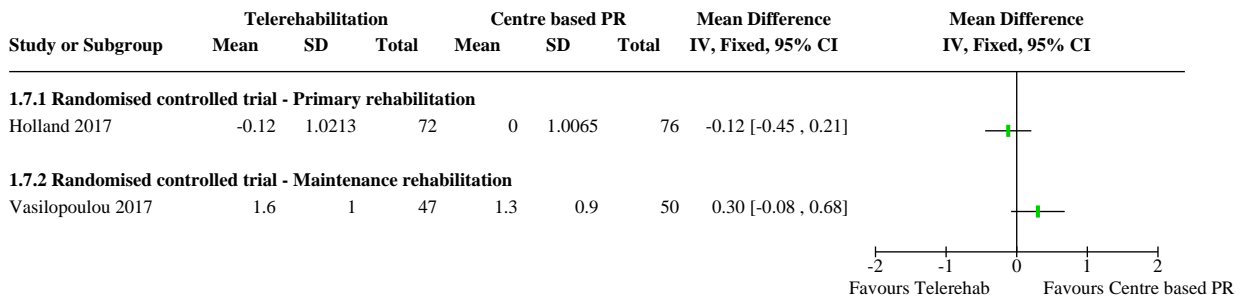 Telerehabilitation Centre based PR Mean Difference Mean Difference
Study or Subgroup Mean SD Total Mean SD Total IV, Fixed, 95% CI IV, Fixed, 95% CI
1.7.1 Randomised controlled trial - Primary rehabilitation
Holland 2017 -0.12 1.0213 72 0 1.0065 76 -0.12 [-0.45 , 0.21]
1.7.2 Randomised controlled trial - Maintenance rehabilitation
Vasilopoulou 2017 1.6 1 47 1.3 0.9 50 0.30 [-0.08 , 0.68]
-2 -1 0 1 2
Favours Telerehab Favours Centre based PR